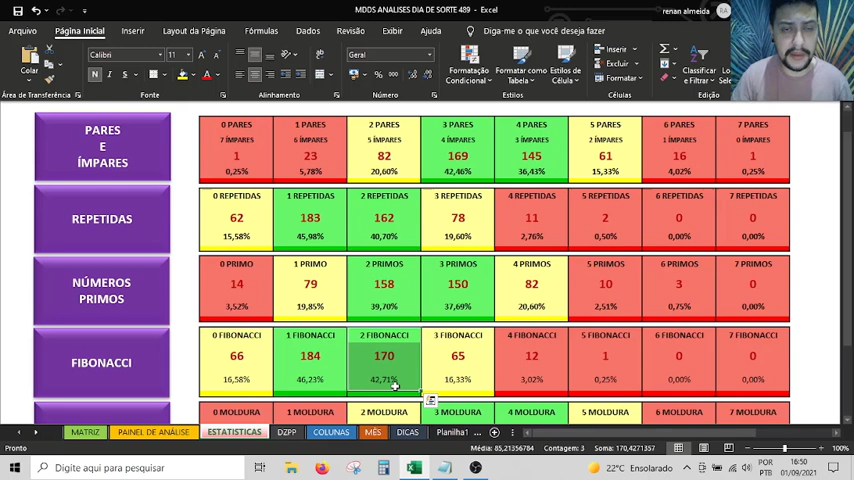 MDDS ANALISES DIA DE SORTE 489 - Excel
renan almeida
RA
Arquivo
Página Inicial
Inserir
Layout da Página
Fórmulas
Dados
Revisão
Exibir
Ajuda
Diga-me o que você deseja fazer
Colar
Calibri
11
N I S
Geral
Formatação Condicional
Formatar como Tabela
Estilos de Célula
Inserir
Excluir
Formatar
Classificar e Filtrar
Localizar e Selecionar
Área de Transferência
Fonte
Alinhamento
Número
Estilos
Células
Edição
PARES
E
ÍMPARES
0 PARES 1 PARES 2 PARES 3 PARES 4 PARES 5 PARES 6 PARES 7 PARES
7 ÍMPARES 6 ÍMPARES 5 ÍMPARES 4 ÍMPARES 3 ÍMPARES 2 ÍMPARES 1 ÍMPARES 0 ÍMPARES
1 23 82 169 145 61 16 1
0,25% 5,78% 20,60% 42,46% 36,43% 15,33% 4,02% 0,25%
REPETIDAS
0 REPETIDAS 1 REPETIDAS 2 REPETIDAS 3 REPETIDAS 4 REPETIDAS 5 REPETIDAS 6 REPETIDAS 7 REPETIDAS
62 183 162 78 11 2 0 0
15,58% 45,98% 40,70% 19,60% 2,76% 0,50% 0,00% 0,00%
NÚMEROS
PRIMOS
0 PRIMO 1 PRIMO 2 PRIMOS 3 PRIMOS 4 PRIMOS 5 PRIMOS 6 PRIMOS 7 PRIMOS
14 79 158 150 82 10 3 0
3,52% 19,85% 39,70% 37,69% 20,60% 2,51% 0,75% 0,00%
FIBONACCI
0 FIBONACCI 1 FIBONACCI 2 FIBONACCI 3 FIBONACCI 4 FIBONACCI 5 FIBONACCI 6 FIBONACCI 7 FIBONACCI
66 184 170 65 12 1 0 0
16,58% 46,23% 42,71% 16,33% 3,02% 0,25% 0,00% 0,00%
0 MOLDURA 1 MOLDURA 2 MOLDURA 3 MOLDURA 4 MOLDURA 5 MOLDURA 6 MOLDURA 7 MOLDURA
MATRIZ
PAINEL DE ANÁLISE
ESTATISTICAS
DZPP
COLUNAS
MÊS
DICAS
Planilha1 ...
Pronto
Média: 85,21356784
Contagem: 3
Soma: 170,4271357
100%
Digite aqui para pesquisar
22°C Ensolarado
POR
PTB
16:50
01/09/2021